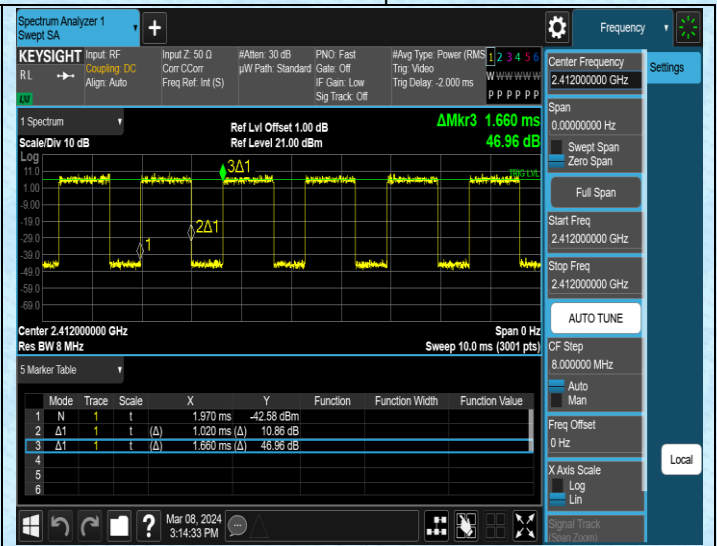 Spectrum Analyzer 1
Swept SA
+
Frequency
KEYSIGHT
RL
Input: RF
Coupling: DC
Align: Auto
Input Z: 50 Ω
Corr CCorr
Freq Ref: Int (S)
#Atten: 30 dB
µW Path: Standard
PNO: Fast
Gate: Off
IF Gain: Low
Sig Track: Off
#Avg Type: Power (RMS
Trig: Video
Trig Delay: -2.000 ms
1 2 3 4 5 6
W W W W W W
P P P P P P
1 Spectrum
Scale/Div 10 dB
Ref Lvl Offset 1.00 dB
Ref Level 21.00 dBm
ΔMkr3 1.660 ms
46.96 dB
Log
11.0
1.00
-9.00
-19.0
-29.0
-39.0
-49.0
-59.0
-69.0
3Δ1
TRIG LVL
2Δ1
1
Center 2.412000000 GHz
Res BW 8 MHz
Span 0 Hz
Sweep 10.0 ms (3001 pts)
5 Marker Table
Mode Trace Scale X Y Function Function Width Function Value
1 N 1 t 1.970 ms -42.58 dBm
2 Δ1 1 t (Δ) 1.020 ms (Δ) 10.86 dB
3 Δ1 1 t (Δ) 1.660 ms (Δ) 46.96 dB
4
5
6
?
Mar 08, 2024
3:14:33 PM
Center Frequency
2.412000000 GHz
Span
0.00000000 Hz
Swept Span
Zero Span
Full Span
Start Freq
2.412000000 GHz
Stop Freq
2.412000000 GHz
AUTO TUNE
CF Step
8.000000 MHz
Auto
Man
Freq Offset
0 Hz
X Axis Scale
Log
Lin
Signal Track
(Span Zoom)
Settings
Local